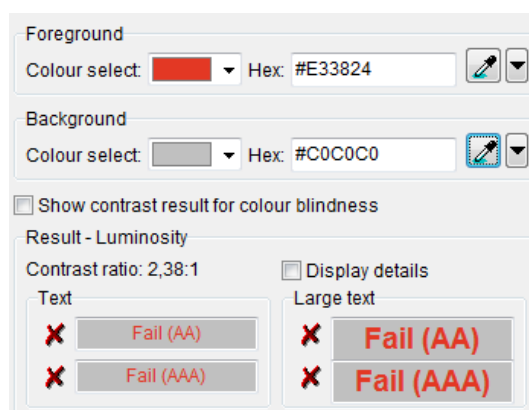 Foreground
Colour select: Hex: #E33824
Background
Colour select: Hex: #C0C0C0
Show contrast result for colour blindness
Result - Luminosity
Contrast ratio: 2,38:1 Display details
Text Large text
Fail (AA) Fail (AA)
Fail (AAA) Fail (AAA)